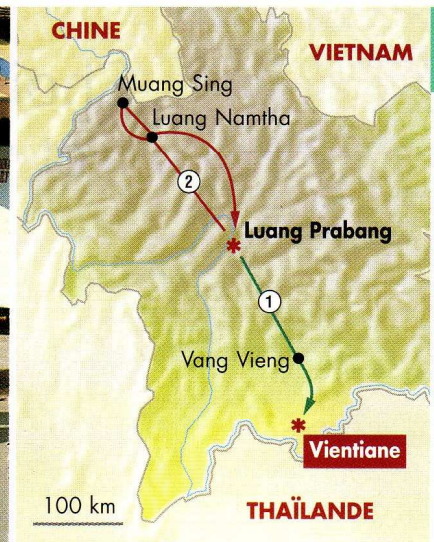 CHINE
VIETNAM
Muang Sing
Luang Namtha
2
Luang Prabang
1
Vang Vieng
Vientiane
100 km
THAÏLANDE